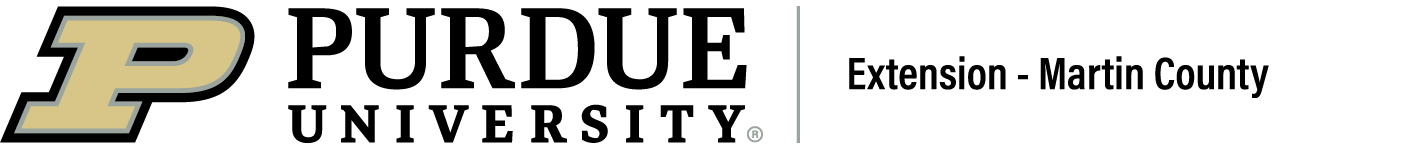 P
PURDUE
UNIVERSITY®
Extension - Martin County